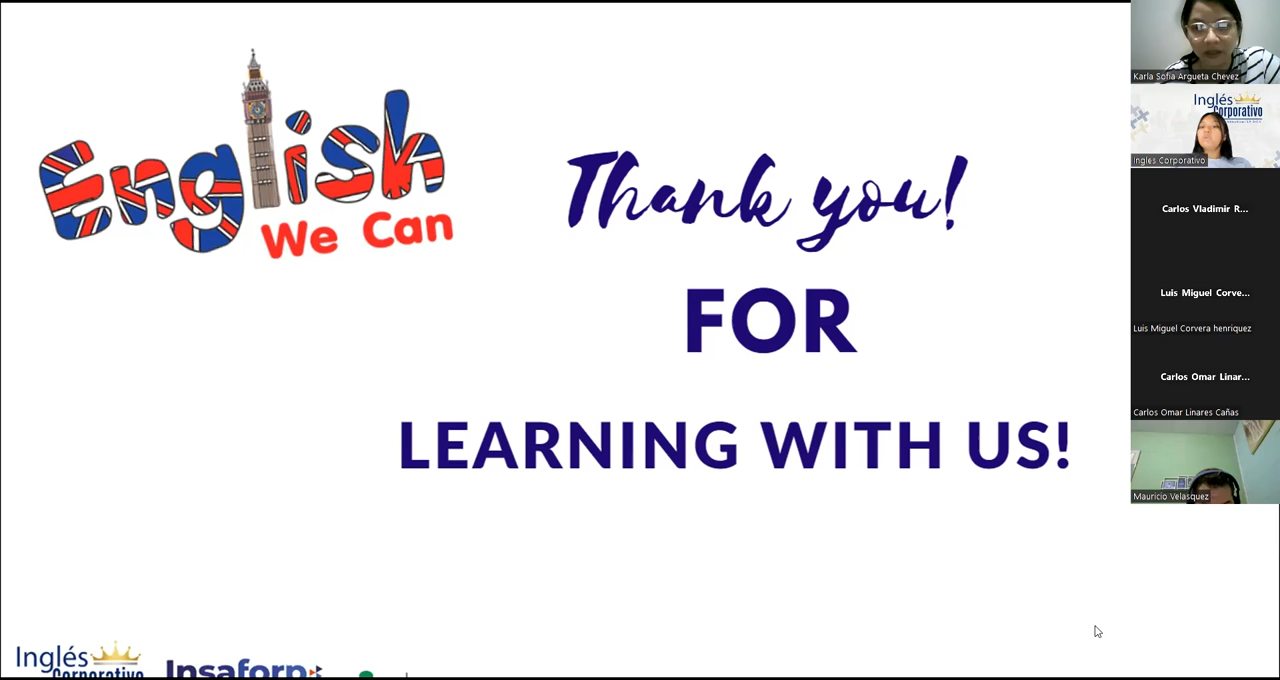 English
We Can
Thank you!
FOR
LEARNING WITH US!
Inglés
Corporativo
Insaforp
Karla Sofia Argueta Chevez
Inglés
Corporativo
Ingles Corporativo
Carlos Vladimir R...
Luis Miguel Corve...
Luis Miguel Corvera henriquez
Carlos Omar Linar...
Carlos Omar Linares Cañas
Mauricio Velasquez